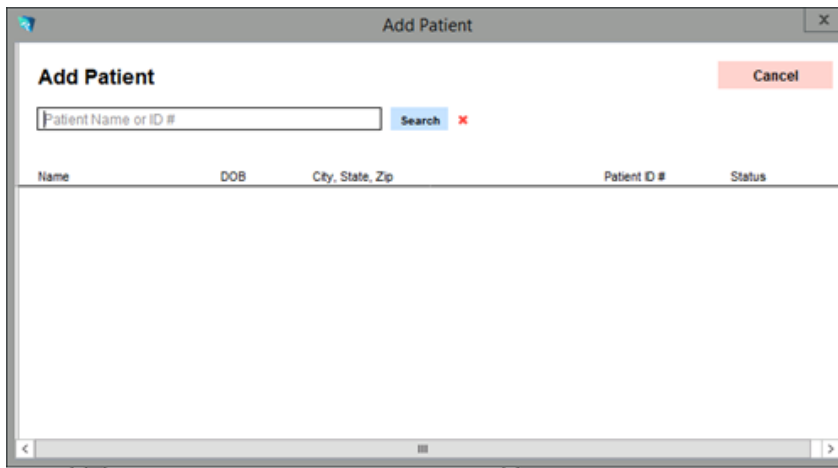 Add Patient
X
Add Patient
Cancel
Patient Name or ID #
Search
Name DOB City, State, Zip Patient ID # Status